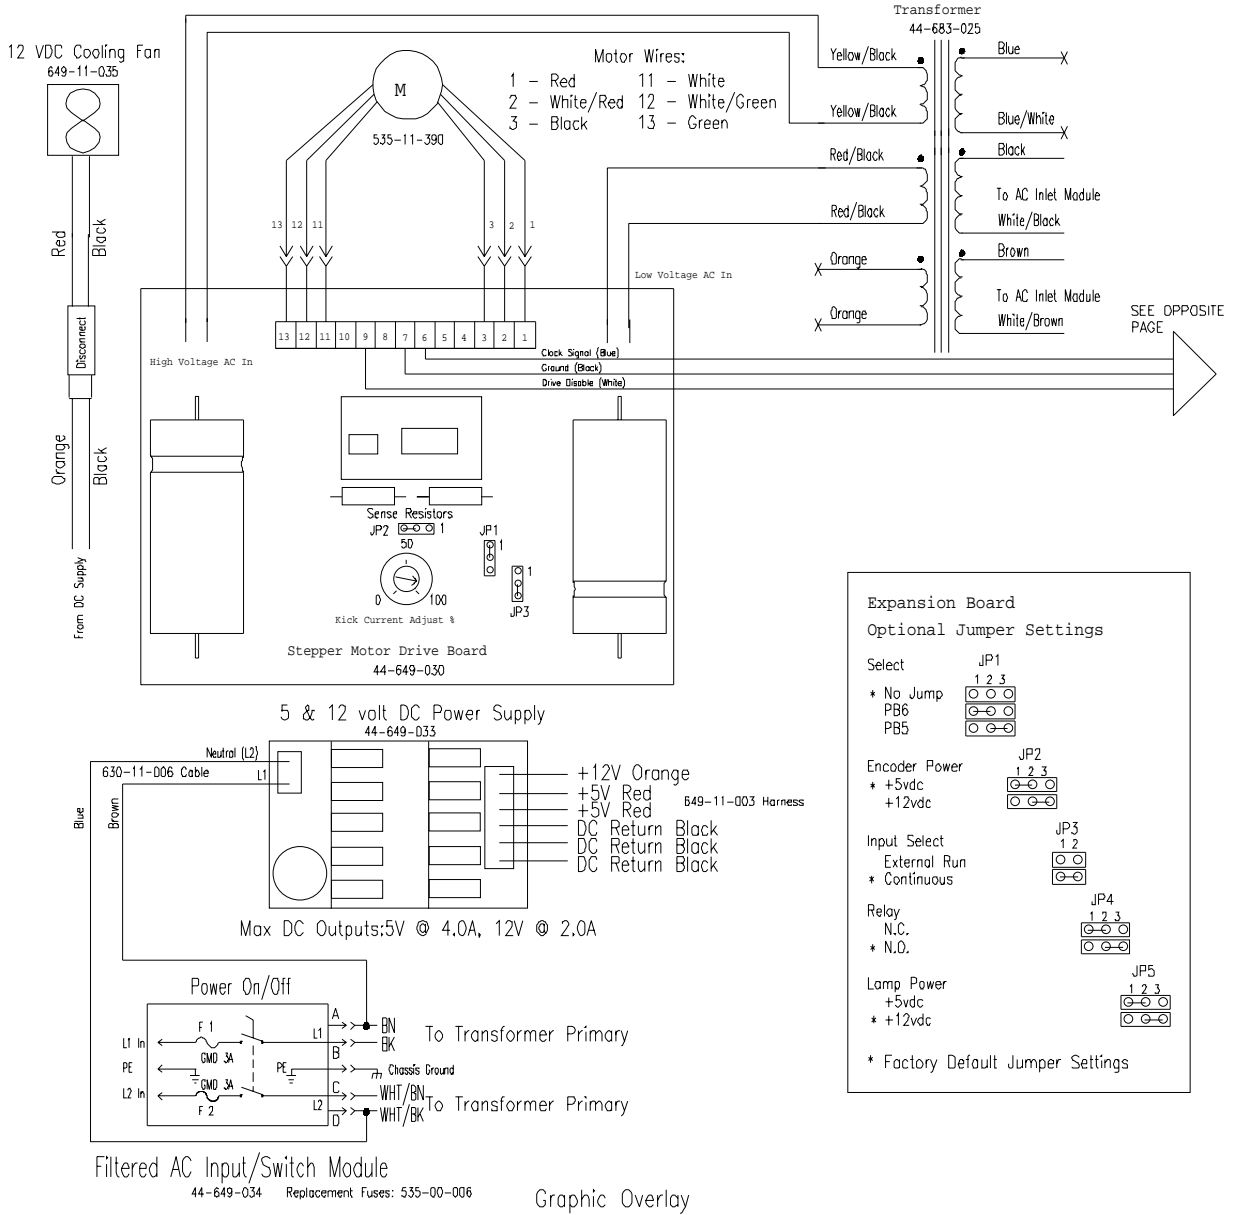 Transformer
44-683-025
12 VDC Cooling Fan
649-11-035
Red
Black
Disconnect
Orange
Black
From DC Supply
M
535-11-390
Motor Wires:
1 - Red
2 - White/Red
3 - Black
11 - White
12 - White/Green
13 - Green
Yellow/Black
Yellow/Black
Red/Black
Red/Black
Orange
Orange
Blue
Blue/White
Black
To AC Inlet Module
White/Black
Brown
To AC Inlet Module
White/Brown
SEE OPPOSITE
PAGE
13 12 11
3 2 1
Low Voltage AC In
High Voltage AC In
13 12 11 10 9 8 7 6 5 4 3 2 1
Clock Signal (Blue)
Ground (Black)
Drive Disable (White)
Sense Resistors
JP2 1
JP1
1
50
0 100
1
JP3
Kick Current Adjust %
Stepper Motor Drive Board
44-649-030
5 & 12 volt DC Power Supply
44-649-033
Neutral (L2)
630-11-006 Cable
L1
Blue
Brown
+12V Orange
+5V Red
+5V Red
DC Return Black
DC Return Black
DC Return Black
649-11-003 Harness
Max DC Outputs:5V @ 4.0A, 12V @ 2.0A
Power On/Off
L1 In
F 1
GMD 3A
L1
A
BN
BK
B
To Transformer Primary
PE
PE
Chassis Ground
L2 In
GMD 3A
F 2
L2
C
WHT/BN
WHT/BK
D
To Transformer Primary
Filtered AC Input/Switch Module
44-649-034 Replacement Fuses: 535-00-006
Graphic Overlay
Expansion Board
Optional Jumper Settings
Select
JP1
1 2 3
* No Jump
PB6
PB5
Encoder Power
JP2
1 2 3
* +5vdc
+12vdc
Input Select
JP3
1 2
External Run
* Continuous
Relay
JP4
1 2 3
N.C.
* N.O.
Lamp Power
JP5
1 2 3
+5vdc
* +12vdc
* Factory Default Jumper Settings